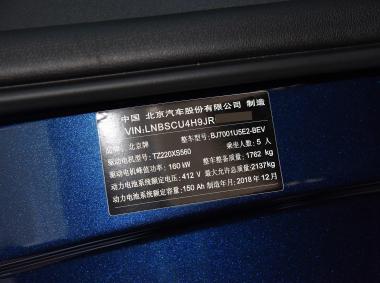 中国 北京汽车股份有限公司 制造
VIN:LNBSCU4H9JR
品牌:北京牌 整车型号:BJ7001U5E2-BEV
驱动电机型号:TZ220XS560 乘坐人数:5 人
驱动电机峰值功率:160 kW 整车整备质量:1762 kg
动力电池系统额定电压:412 V 最大允许总质量:2137kg
动力电池系统额定容量:150 Ah 制造年月:2018年12月